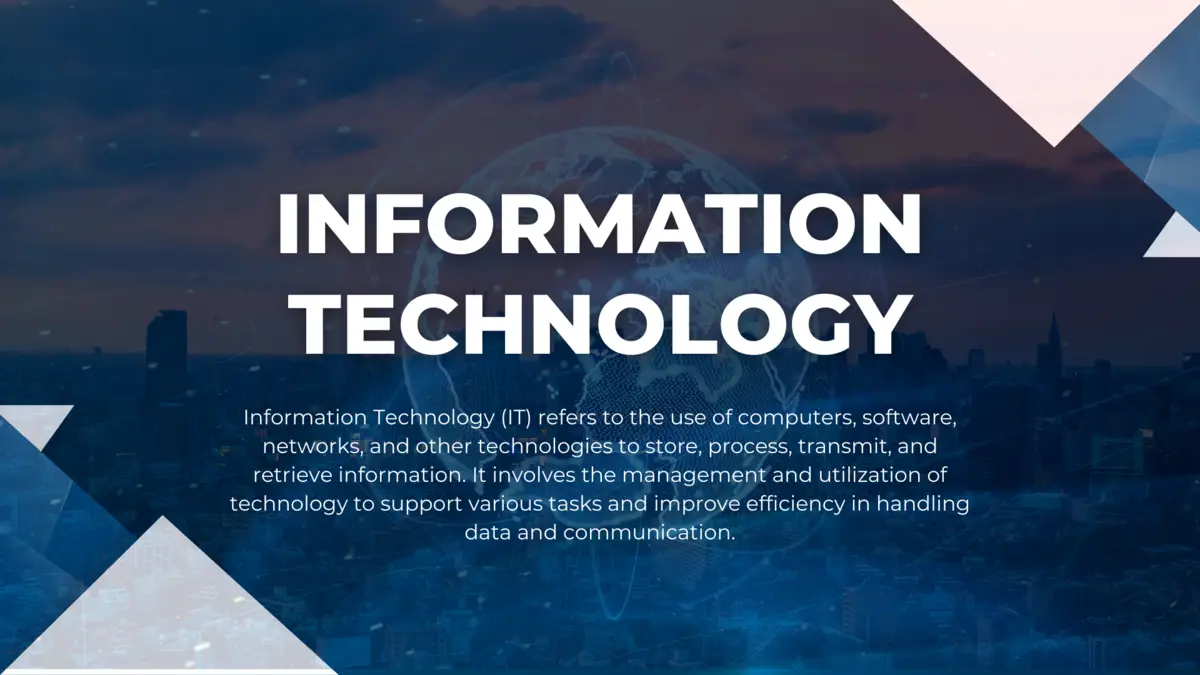 INFORMATION
TECHNOLOGY
Information Technology (IT) refers to the use of computers, software,
networks, and other technologies to store, process, transmit, and
retrieve information. It involves the management and utilization of
technology to support various tasks and improve efficiency in handling
data and communication.